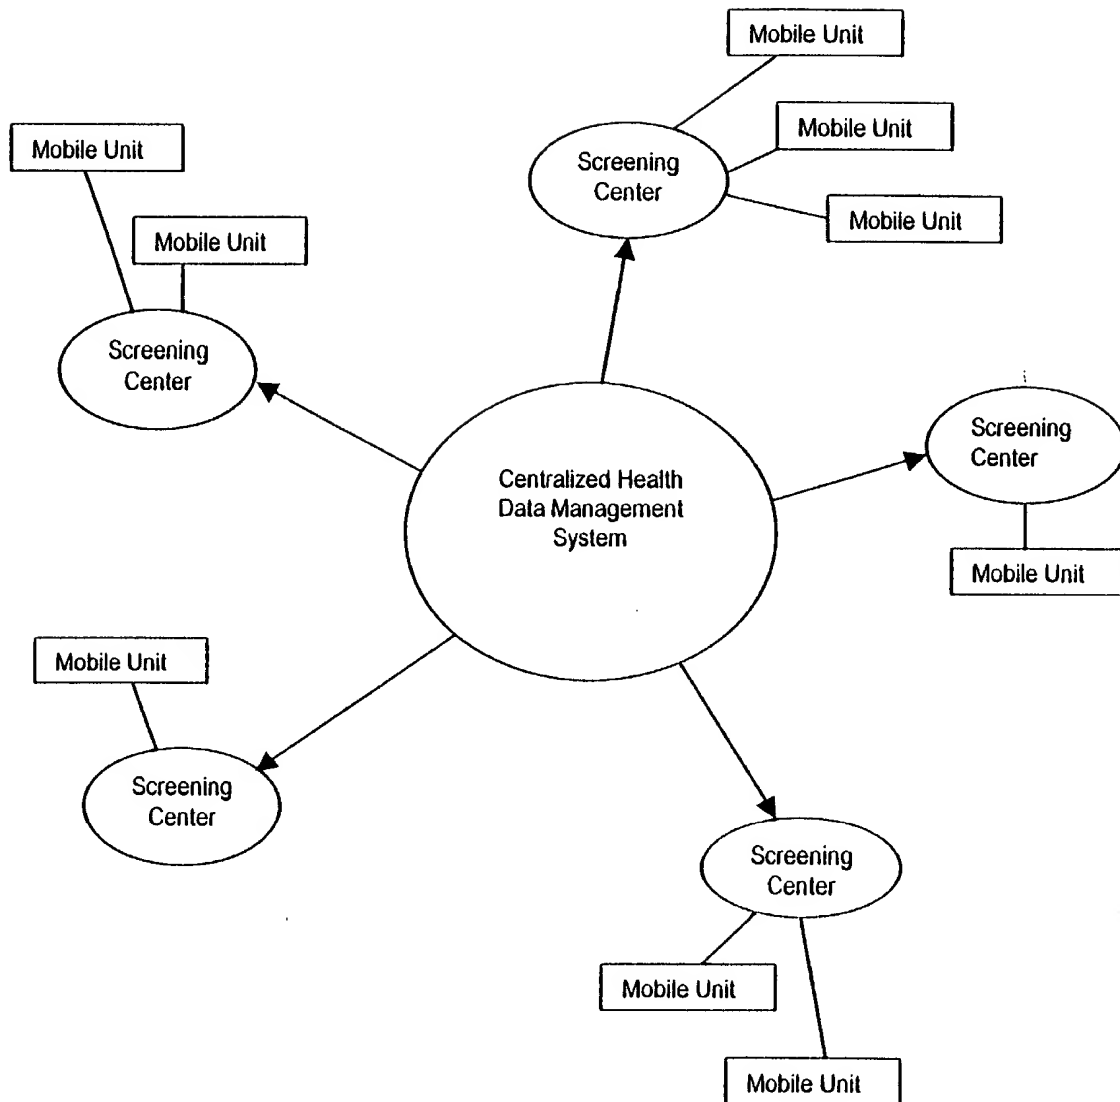 Mobile Unit
Mobile Unit
Mobile Unit
Screening
Center
Mobile Unit
Mobile Unit
Mobile Unit
Screening
Center
Screening
Center
Mobile Unit
Centralized Health
Data Management
System
Mobile Unit
Screening
Center
Screening
Center
Mobile Unit
Mobile Unit